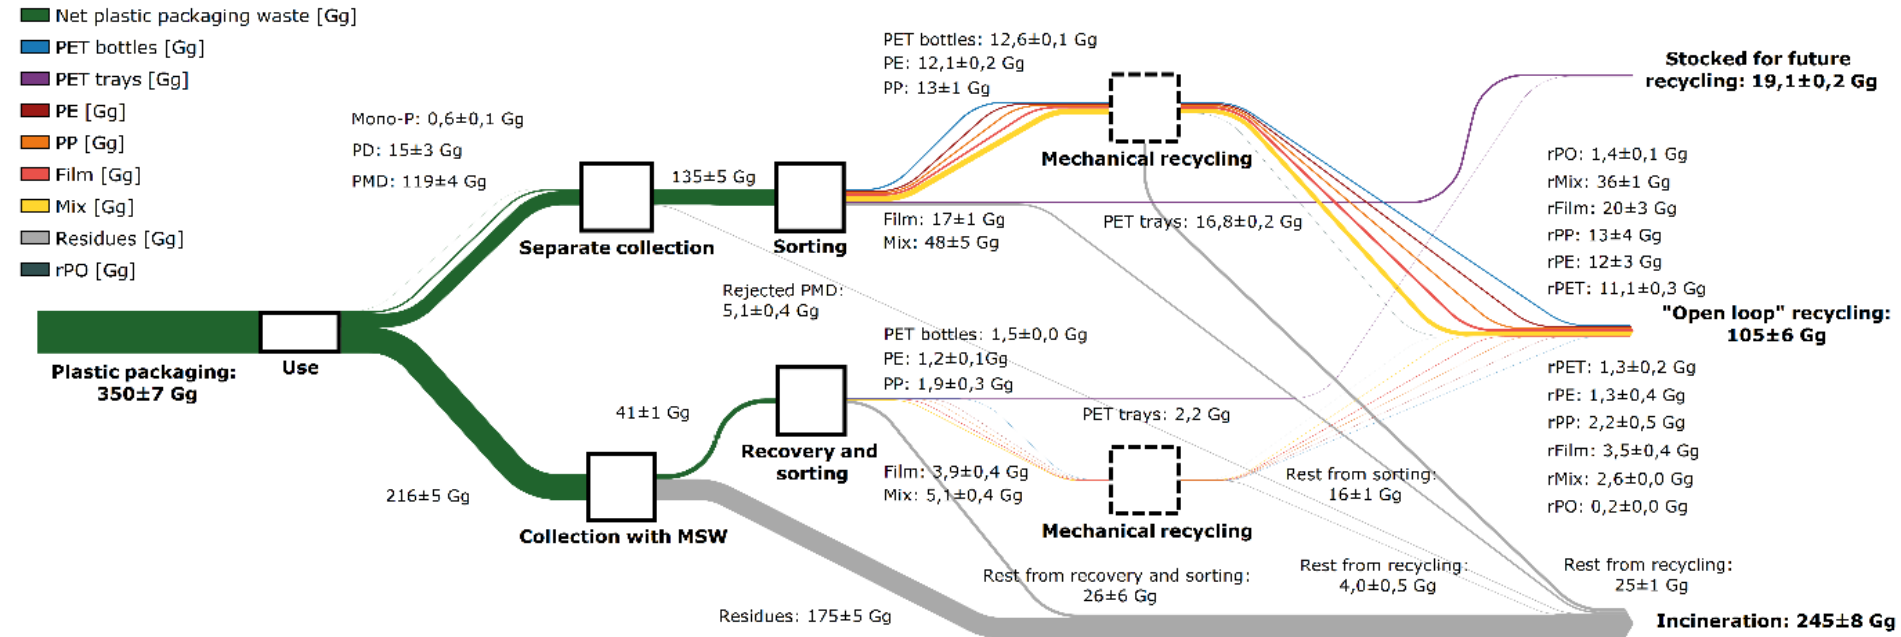 Net plastic packaging waste [Gg]
PET bottles [Gg]
PET trays [Gg]
PE [Gg]
PP [Gg]
Film [Gg]
Mix [Gg]
Residues [Gg]
rPO [Gg]
Plastic packaging:
350±7 Gg
Use
Mono-P: 0,6±0,1 Gg
PD: 15±3 Gg
PMD: 119±4 Gg
Separate collection
135±5 Gg
Sorting
Rejected PMD:
5,1±0,4 Gg
216±5 Gg
Collection with MSW
41±1 Gg
Recovery and
sorting
Residues: 175±5 Gg
PET bottles: 12,6±0,1 Gg
PE: 12,1±0,2 Gg
PP: 13±1 Gg
Film: 17±1 Gg
Mix: 48±5 Gg
Mechanical recycling
PET trays: 16,8±0,2 Gg
PET bottles: 1,5±0,0 Gg
PE: 1,2±0,1Gg
PP: 1,9±0,3 Gg
PET trays: 2,2 Gg
Film: 3,9±0,4 Gg
Mix: 5,1±0,4 Gg
Mechanical recycling
Rest from recovery and sorting:
26±6 Gg
Rest from sorting:
16±1 Gg
Rest from recycling:
4,0±0,5 Gg
Rest from recycling:
25±1 Gg
Stocked for future
recycling: 19,1±0,2 Gg
rPO: 1,4±0,1 Gg
rMix: 36±1 Gg
rFilm: 20±3 Gg
rPP: 13±4 Gg
rPE: 12±3 Gg
rPET: 11,1±0,3 Gg
"Open loop" recycling:
105±6 Gg
rPET: 1,3±0,2 Gg
rPE: 1,3±0,4 Gg
rPP: 2,2±0,5 Gg
rFilm: 3,5±0,4 Gg
rMix: 2,6±0,0 Gg
rPO: 0,2±0,0 Gg
Incineration: 245±8 Gg